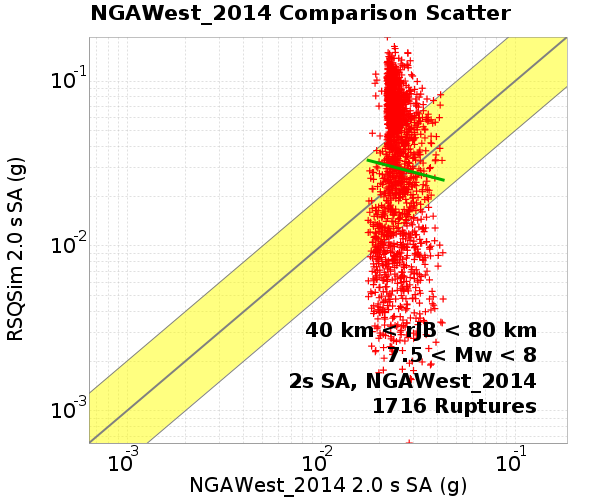 NGAWest_2014 Comparison Scatter
RSQSim 2.0 s SA (g)
10-1
10-2
10-3
40 km < rJB < 80 km
7.5 < Mw < 8
2s SA, NGAWest_2014
1716 Ruptures
10-3 10-2 10-1
NGAWest_2014 2.0 s SA (g)